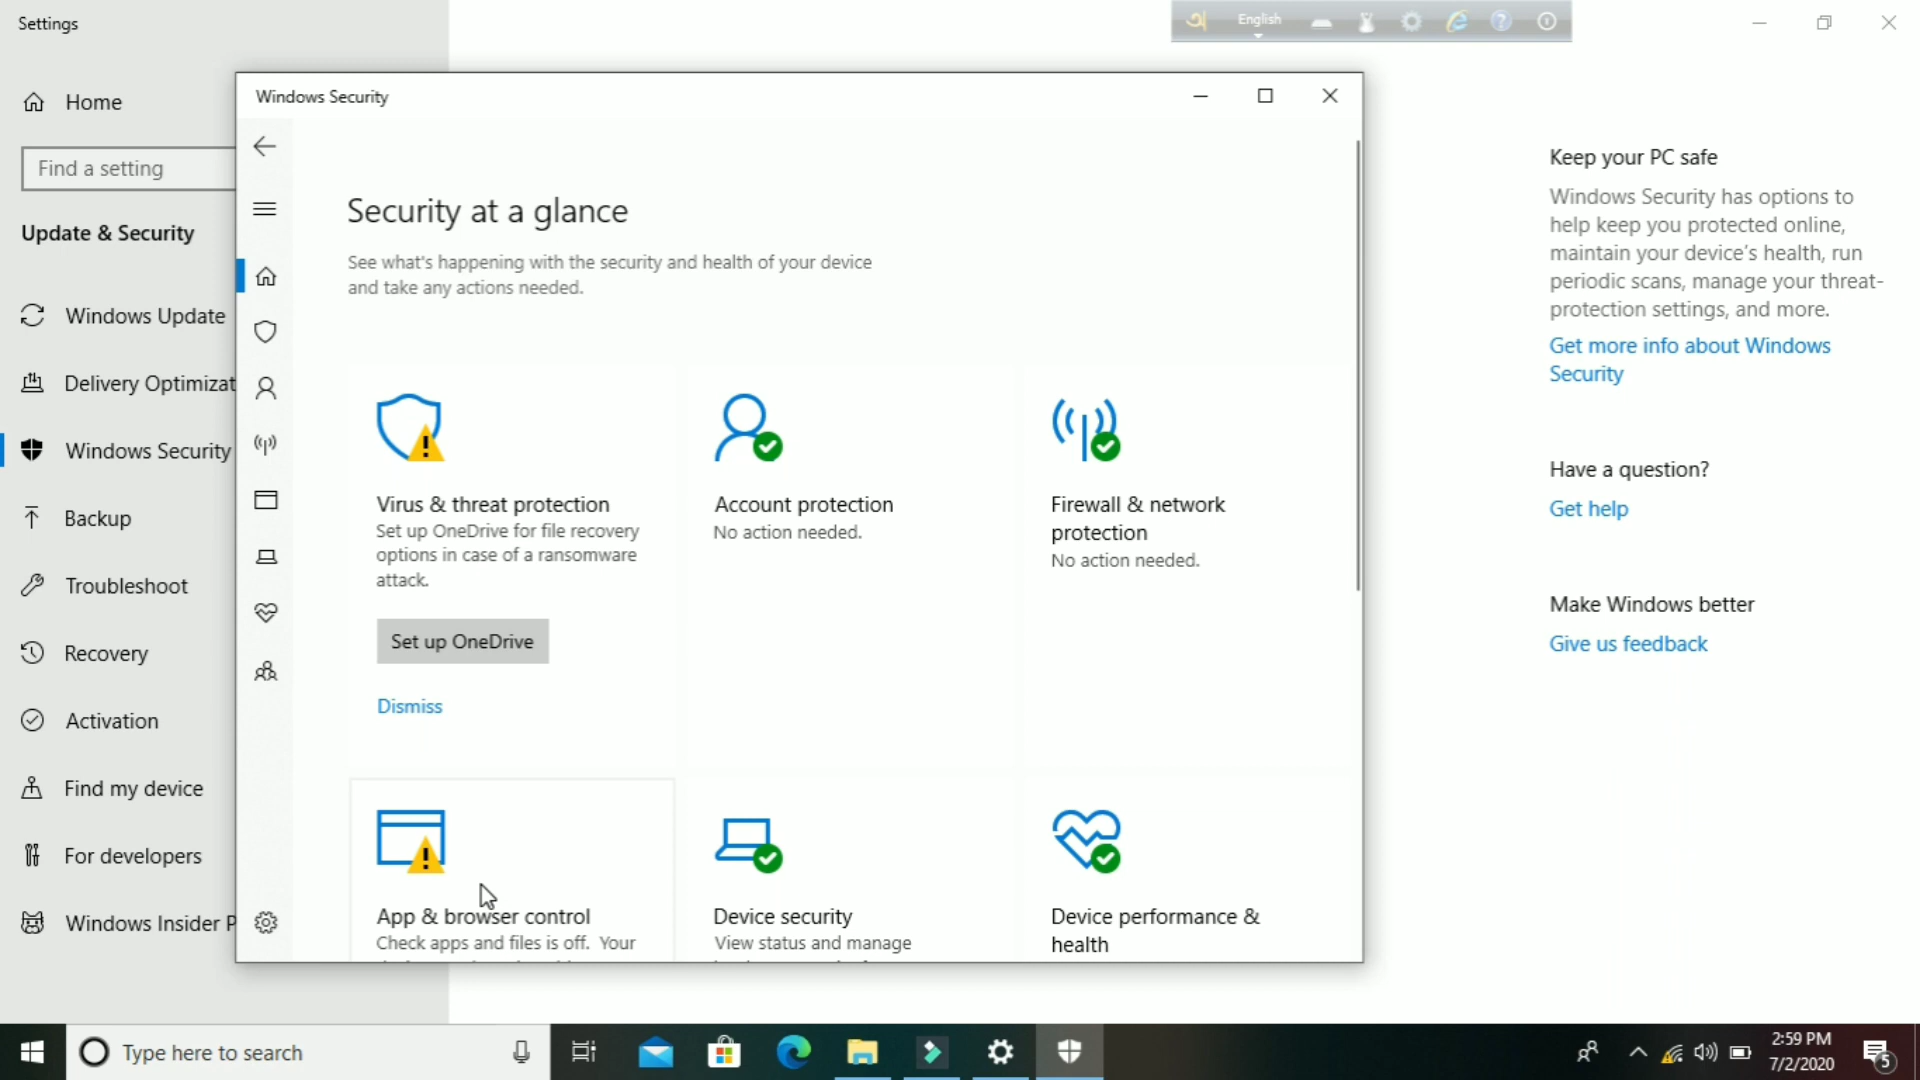 Settings
English
Home
Find a setting
Update & Security
Windows Update
Delivery Optimizat
Windows Security
Backup
Troubleshoot
Recovery
Activation
Find my device
For developers
Windows Insider P
Windows Security
Security at a glance
See what's happening with the security and health of your device
and take any actions needed.
Virus & threat protection
Set up OneDrive for file recovery
options in case of a ransomware
attack.
Set up OneDrive
Dismiss
Account protection
No action needed.
Firewall & network
protection
No action needed.
App & browser control
Check apps and files is off. Your
Device security
View status and manage
Device performance &
health
Keep your PC safe
Windows Security has options to
help keep you protected online,
maintain your device's health, run
periodic scans, manage your threat-
protection settings, and more.
Get more info about Windows
Security
Have a question?
Get help
Make Windows better
Give us feedback
Type here to search
2:59 PM
7/2/2020
5